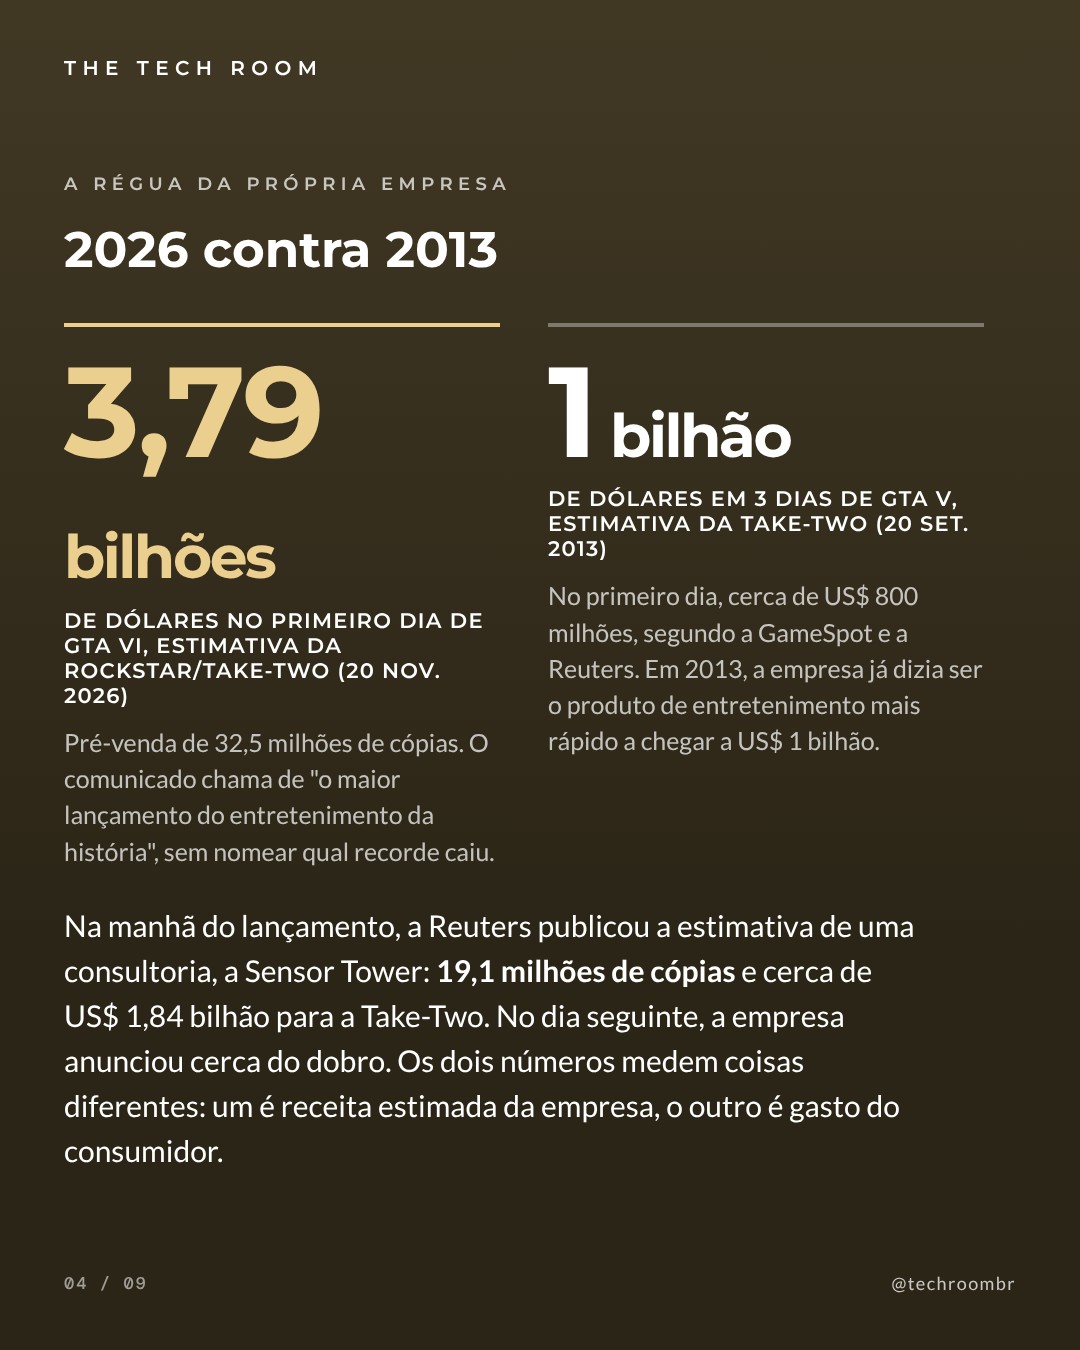 THE TECH ROOM
A RÉGUA DA PRÓPRIA EMPRESA
2026 contra 2013
3,79
bilhões
DE DÓLARES NO PRIMEIRO DIA DE
GTA VI, ESTIMATIVA DA
ROCKSTAR/TAKE-TWO (20 NOV.
2026)
Pré-venda de 32,5 milhões de cópias. O
comunicado chama de "o maior
lançamento do entretenimento da
história", sem nomear qual recorde caiu.
1 bilhão
DE DÓLARES EM 3 DIAS DE GTA V,
ESTIMATIVA DA TAKE-TWO (20 SET.
2013)
No primeiro dia, cerca de US$ 800
milhões, segundo a GameSpot e a
Reuters. Em 2013, a empresa já dizia ser
o produto de entretenimento mais
rápido a chegar a US$ 1 bilhão.
Na manhã do lançamento, a Reuters publicou a estimativa de uma
consultoria, a Sensor Tower: 19,1 milhões de cópias e cerca de
US$ 1,84 bilhão para a Take-Two. No dia seguinte, a empresa
anunciou cerca do dobro. Os dois números medem coisas
diferentes: um é receita estimada da empresa, o outro é gasto do
consumidor.
04 / 09
@techroombr